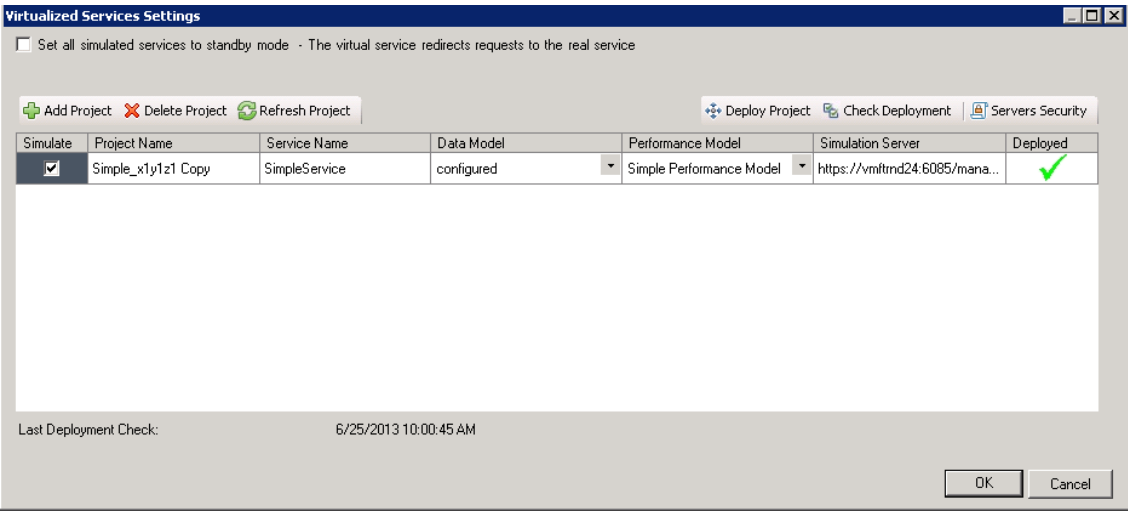 Virtualized Services Settings
Set all simulated services to standby mode - The virtual service redirects requests to the real service
Add Project Delete Project Refresh Project Deploy Project Check Deployment Servers Security
Simulate Project Name Service Name Data Model Performance Model Simulation Server Deployed
Simple_x1y1z1 Copy SimpleService configured Simple Performance Model https://vmftrnd24:6085/mana...
Last Deployment Check: 6/25/2013 10:00:45 AM
OK Cancel